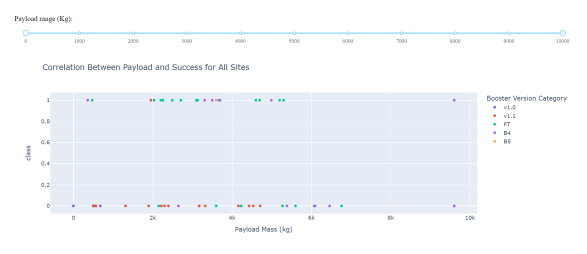 Payload range (Kg):
0 1000 2000 3000 4000 5000 6000 7000 8000 9000 10000
Correlation Between Payload and Success for All Sites
Booster Version Category
v1.0
v1.1
FT
B4
B5
class
1
0.8
0.6
0.4
0.2
0
0 2k 4k 6k 8k 10k
Payload Mass (kg)